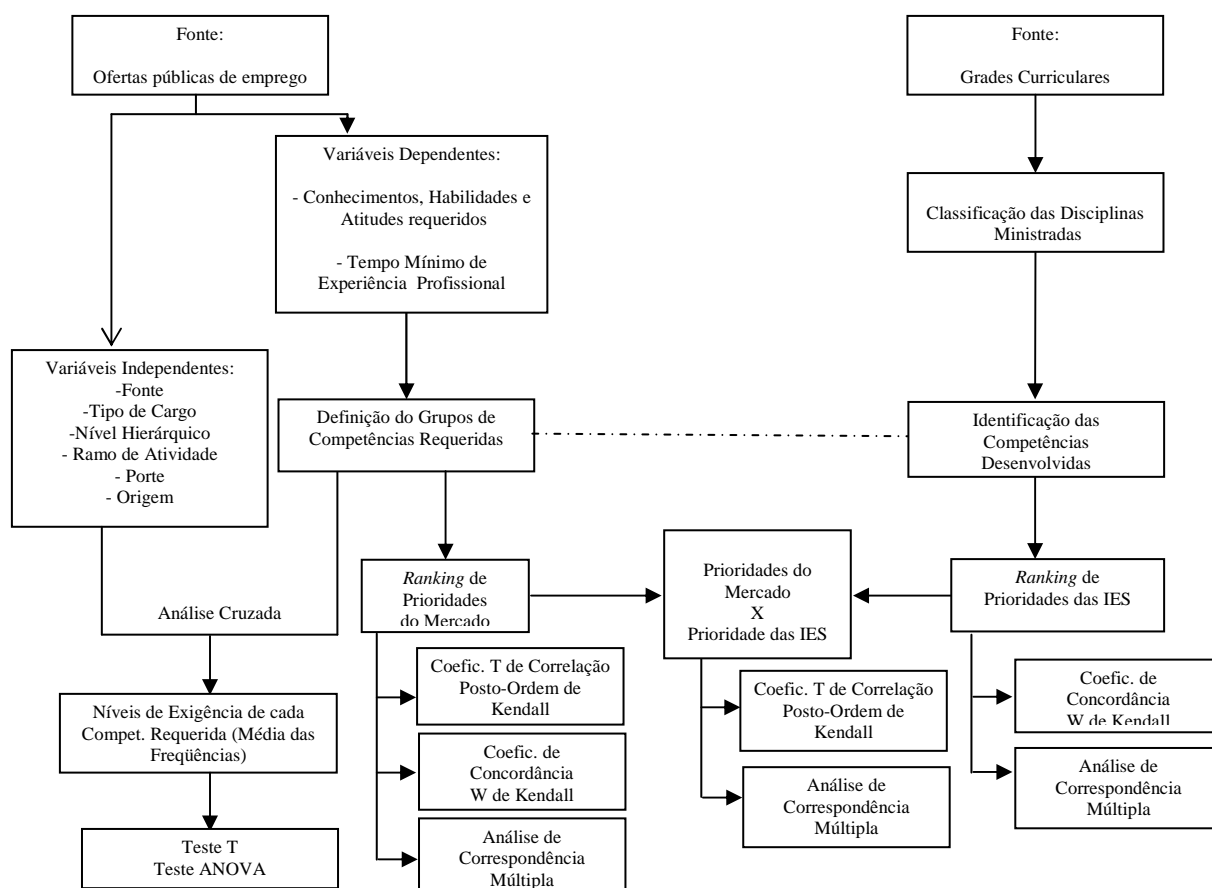 Fonte:
Ofertas públicas de emprego
Fonte:
Grades Curriculares
Variáveis Dependentes:
- Conhecimentos, Habilidades e
Atitudes requeridos
- Tempo Mínimo de
Experiência Profissional
Classificação das Disciplinas
Ministradas
Variáveis Independentes:
-Fonte
-Tipo de Cargo
-Nível Hierárquico
- Ramo de Atividade
- Porte
- Origem
Definição do Grupos de
Competências Requeridas
Identificação das
Competências
Desenvolvidas
Análise Cruzada
Ranking de
Prioridades
do Mercado
Prioridades do
Mercado
X
Prioridade das IES
Ranking de
Prioridades das IES
Níveis de Exigência de cada
Compet. Requerida (Média das
Freqüências)
Teste T
Teste ANOVA
Coefic. T de Correlação
Posto-Ordem de
Kendall
Coefic. de
Concordância
W de Kendall
Análise de
Correspondência
Múltipla
Coefic. T de Correlação
Posto-Ordem de
Kendall
Análise de
Correspondência
Múltipla
Coefic. de
Concordância
W de Kendall
Análise de
Correspondência
Múltipla